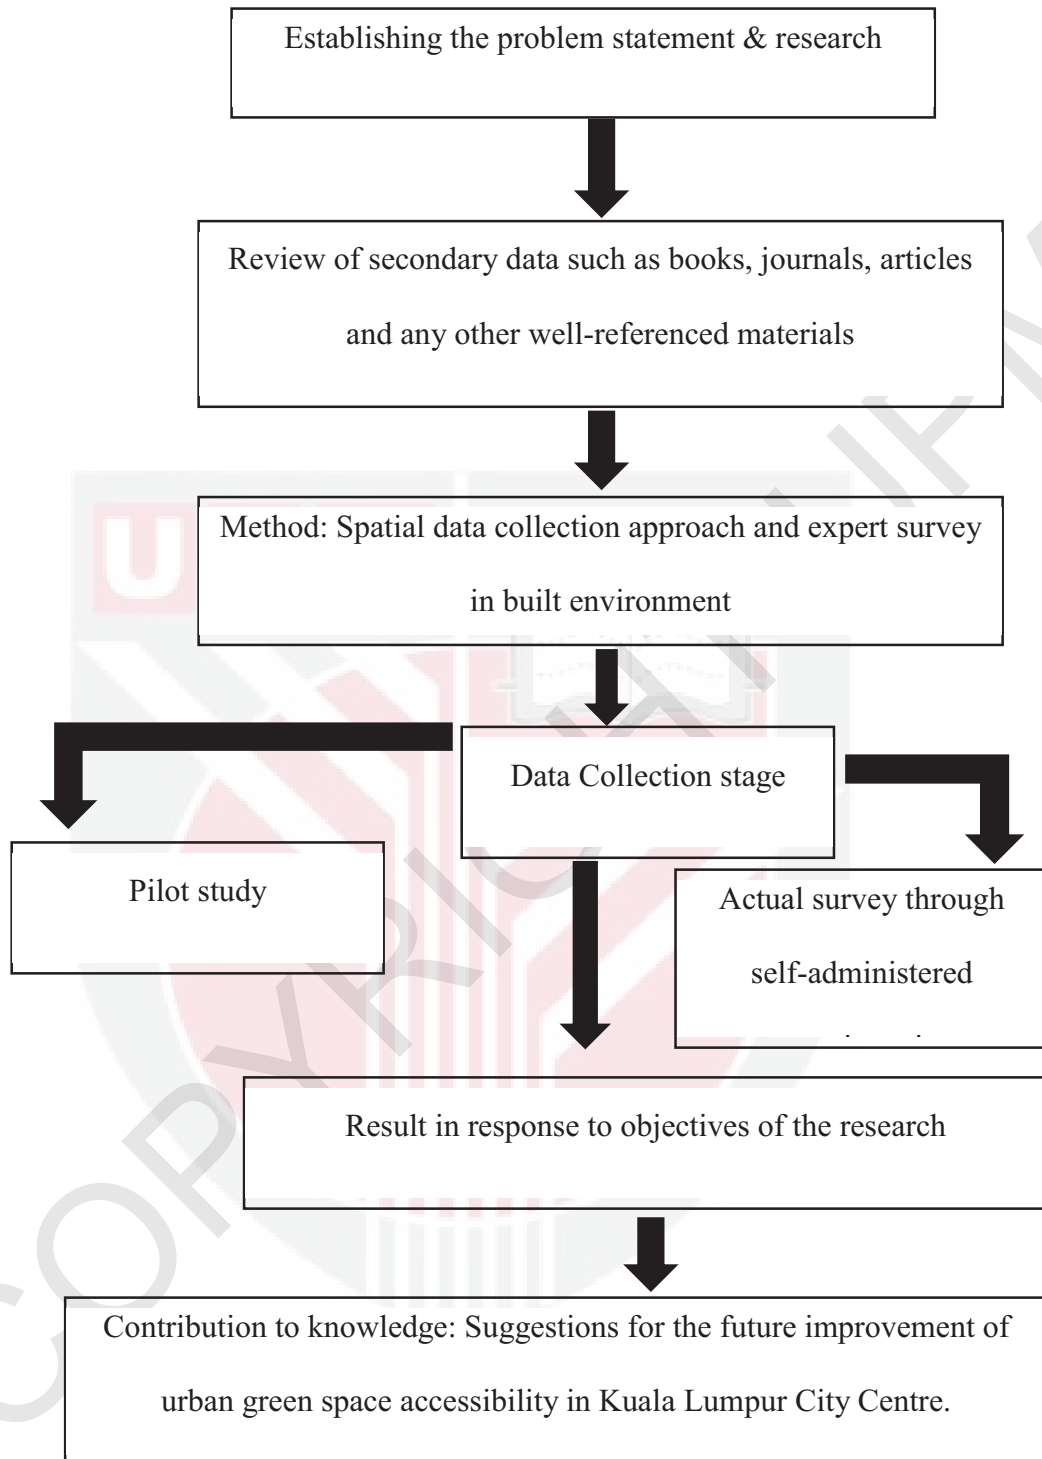 Establishing the problem statement & research
Review of secondary data such as books, journals, articles
and any other well-referenced materials
Method: Spatial data collection approach and expert survey
in built environment
Data Collection stage
Pilot study
Actual survey through
self-administered
Result in response to objectives of the research
Contribution to knowledge: Suggestions for the future improvement of
urban green space accessibility in Kuala Lumpur City Centre.
U
COPYRIGHT UPM